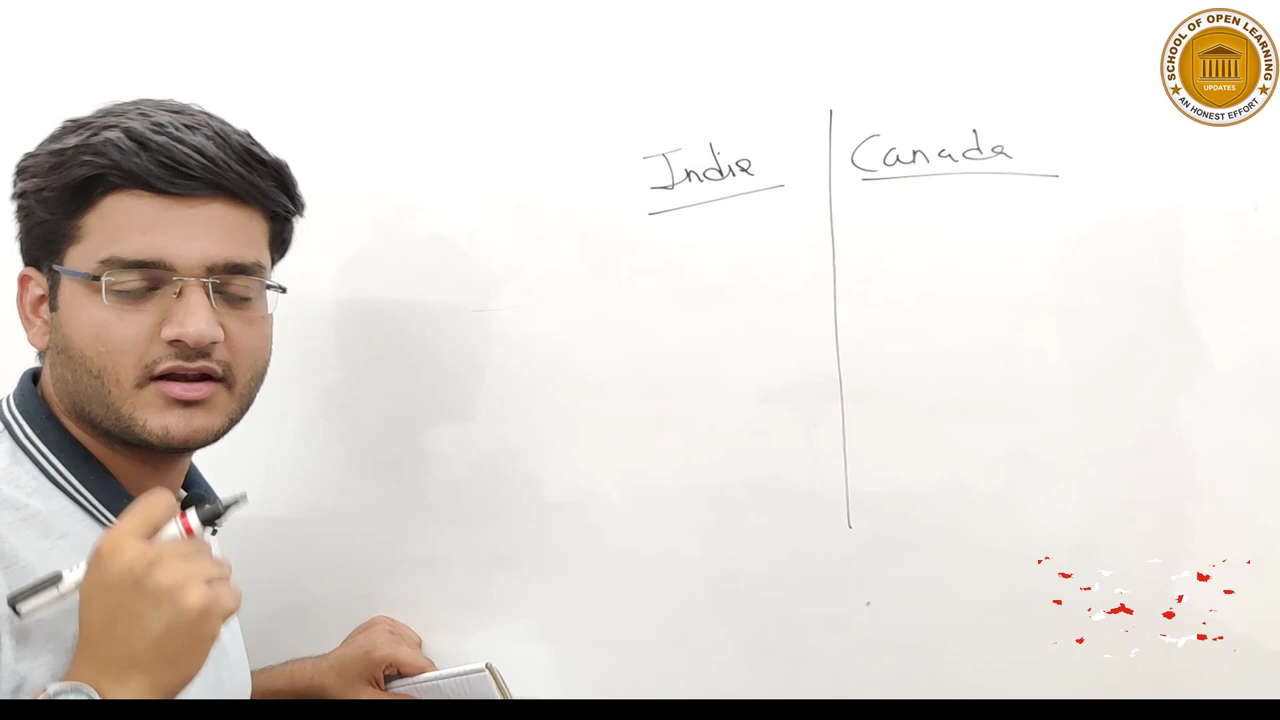 India
Canada
SCHOOL OF OPEN LEARNING
UPDATES
AN HONEST EFFORT